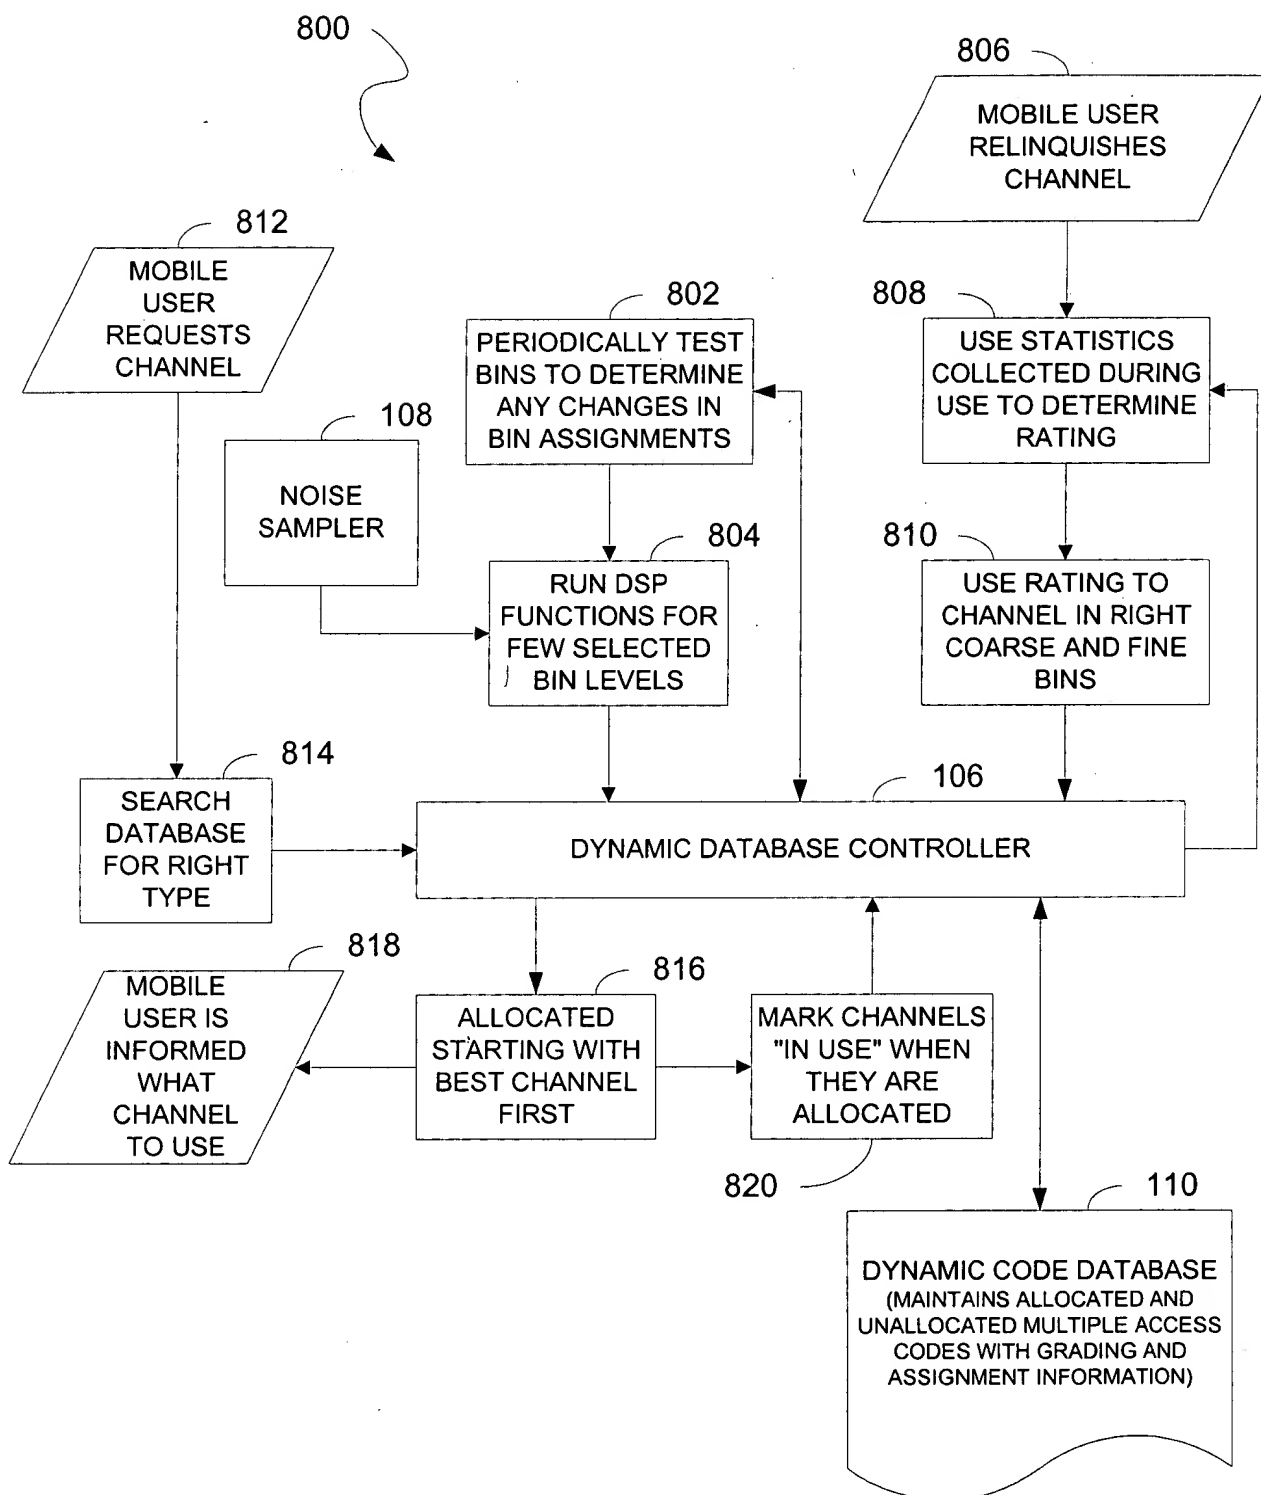 800
806
MOBILE USER
RELINQUISHES
CHANNEL
812
MOBILE
USER
REQUESTS
CHANNEL
802
PERIODICALLY TEST
BINS TO DETERMINE
ANY CHANGES IN
BIN ASSIGNMENTS
808
USE STATISTICS
COLLECTED DURING
USE TO DETERMINE
RATING
108
NOISE
SAMPLER
804
RUN DSP
FUNCTIONS FOR
FEW SELECTED
BIN LEVELS
810
USE RATING TO
CHANNEL IN RIGHT
COARSE AND FINE
BINS
814
SEARCH
DATABASE
FOR RIGHT
TYPE
106
DYNAMIC DATABASE CONTROLLER
818
MOBILE
USER IS
INFORMED
WHAT
CHANNEL
TO USE
816
ALLOCATED
STARTING WITH
BEST CHANNEL
FIRST
MARK CHANNELS
"IN USE" WHEN
THEY ARE
ALLOCATED
820
110
DYNAMIC CODE DATABASE
(MAINTAINS ALLOCATED AND
UNALLOCATED MULTIPLE ACCESS
CODES WITH GRADING AND
ASSIGNMENT INFORMATION)